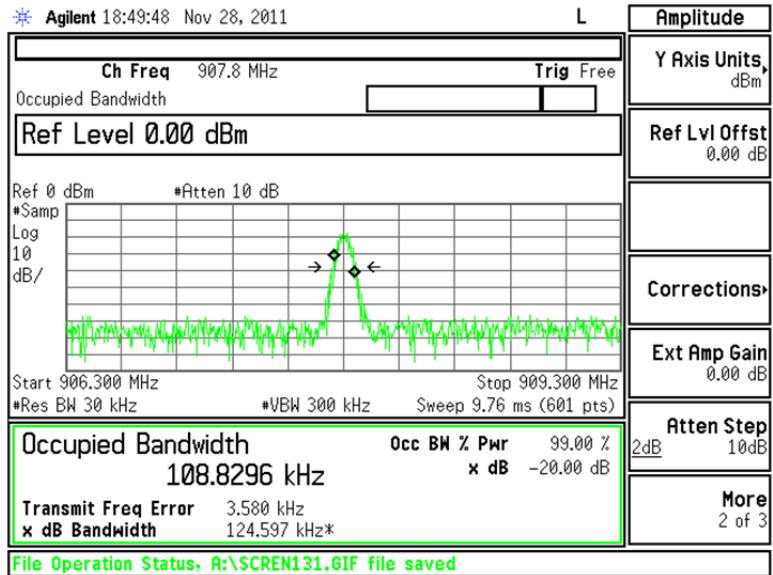 Agilent 18:49:48 Nov 28, 2011 L
Amplitude
Ch Freq 907.8 MHz Trig Free
Occupied Bandwidth
Ref Level 0.00 dBm
Ref 0 dBm #Atten 10 dB
#Samp
Log
10
dB/
Start 906.300 MHz Stop 909.300 MHz
#Res BW 30 kHz #VBW 300 kHz Sweep 9.76 ms (601 pts)
Occupied Bandwidth Occ BW % Pwr 99.00 %
108.8296 kHz x dB -20.00 dB
Transmit Freq Error 3.580 kHz
x dB Bandwidth 124.597 kHz*
File Operation Status, A:\SCREN131.GIF file saved
Y Axis Units
dBm
Ref Lvl Offst
0.00 dB
Corrections
Ext Amp Gain
0.00 dB
Atten Step
2dB 10dB
More
2 of 3